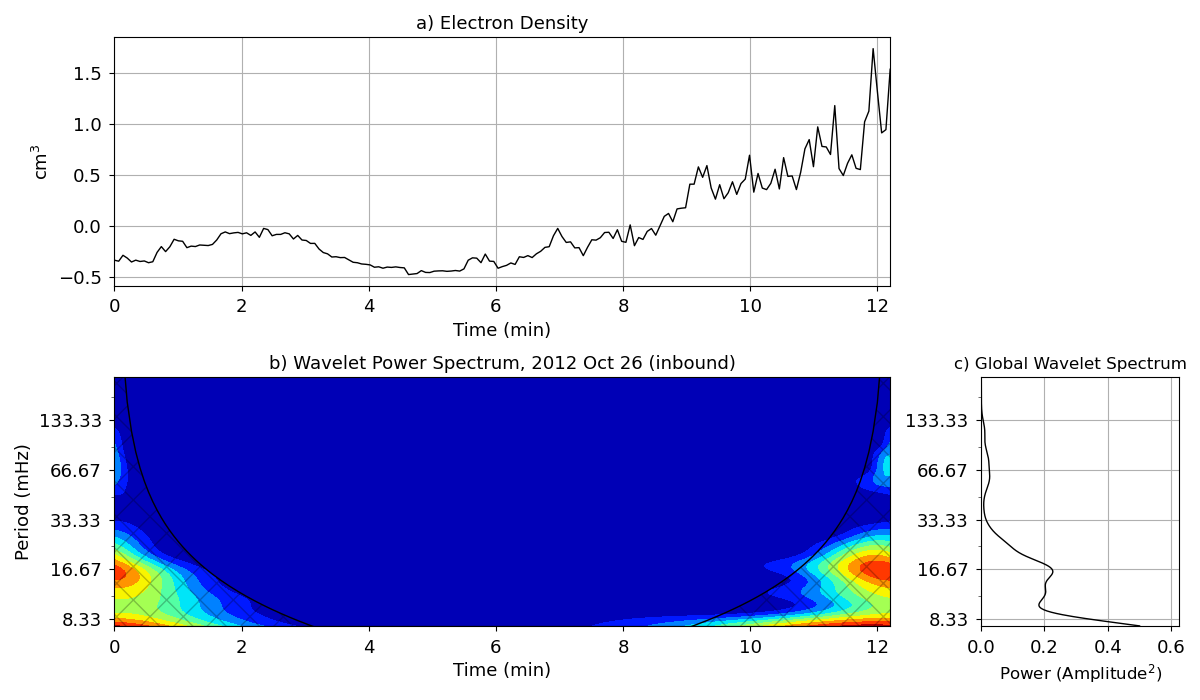 a) Electron Density
1.5
1.0
0.5
0.0
−0.5
cm³
0 2 4 6 8 10 12
Time (min)
b) Wavelet Power Spectrum, 2012 Oct 26 (inbound)
133.33
66.67
33.33
16.67
8.33
Period (mHz)
0 2 4 6 8 10 12
Time (min)
c) Global Wavelet Spectrum
133.33
66.67
33.33
16.67
8.33
0.0 0.2 0.4 0.6
Power (Amplitude²)